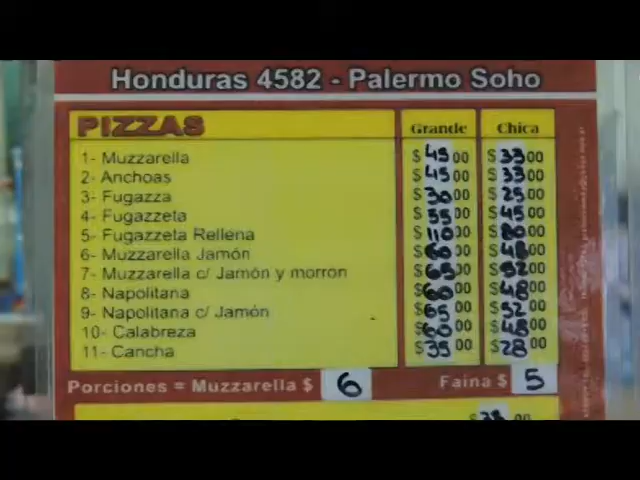 Honduras 4582 - Palermo Soho
PIZZAS Grande Chica
1- Muzzarella $45.00 $33.00
2- Anchoas $45.00 $33.00
3- Fugazza $30.00 $25.00
4- Fugazzeta $55.00 $45.00
5- Fugazzeta Rellena $110.00 $80.00
6- Muzzarella Jamón $60.00 $48.00
7- Muzzarella c/ Jamón y morrón $65.00 $52.00
8- Napolitana $60.00 $48.00
9- Napolitana c/ Jamón $65.00 $52.00
10- Calabreza $60.00 $48.00
11- Cancha $35.00 $28.00
Porciones = Muzzarella $ 6 Faina $ 5